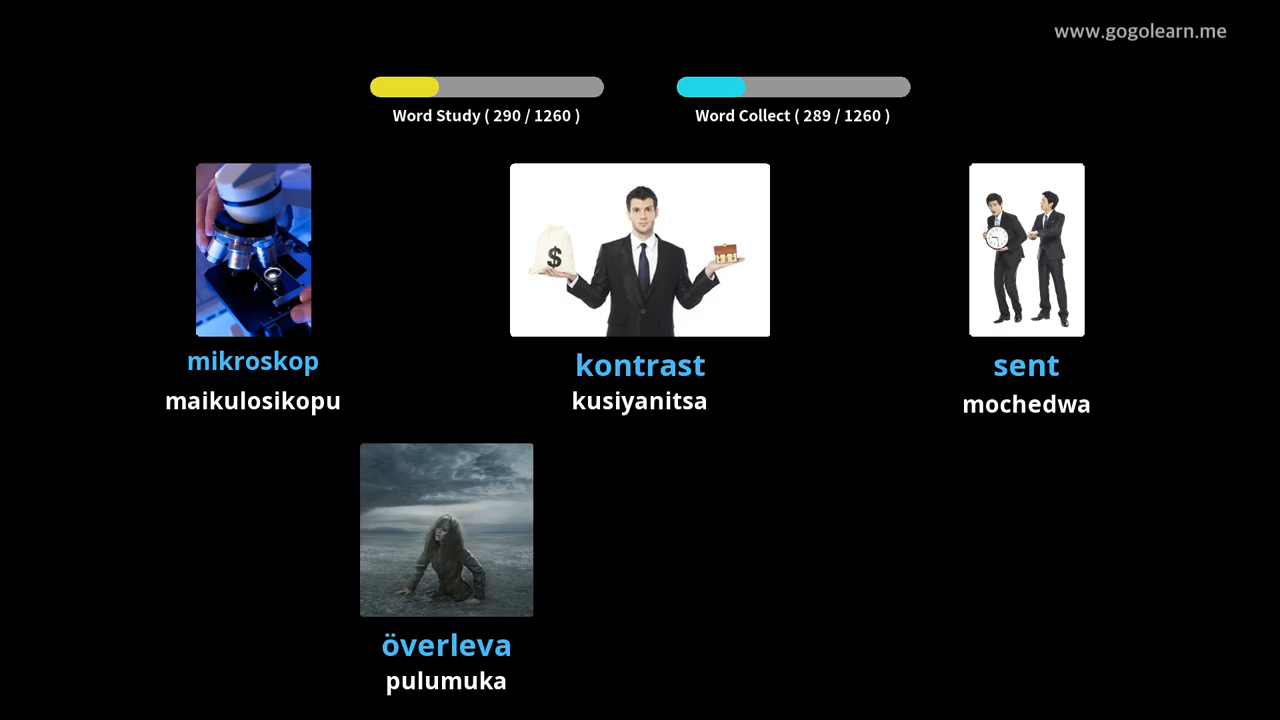 www.gogolearn.me
Word Study ( 290 / 1260 )
Word Collect ( 289 / 1260 )
$
mikroskop
maikulosikopu
kontrast
kusiyanitsa
sent
mochedwa
överleva
pulumuka